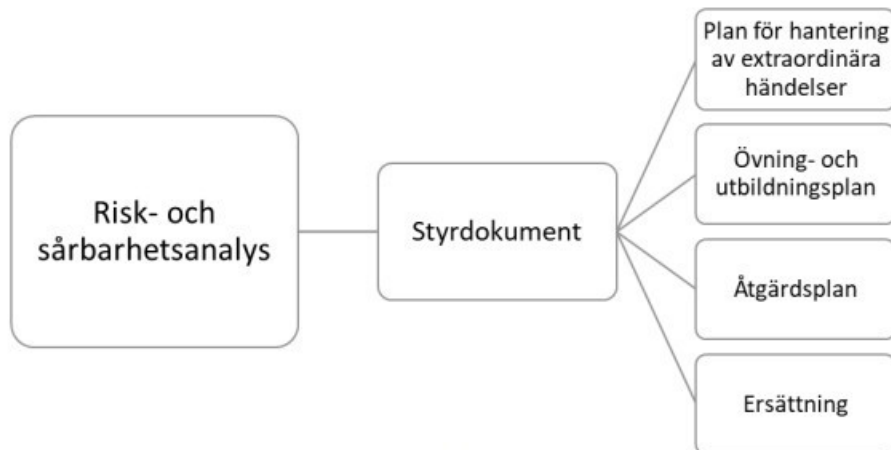 Risk- och
sårbarhetsanalys
Styrdokument
Plan för hantering
av extraordinära
händelser
Övning- och
utbildningsplan
Åtgärdsplan
Ersättning